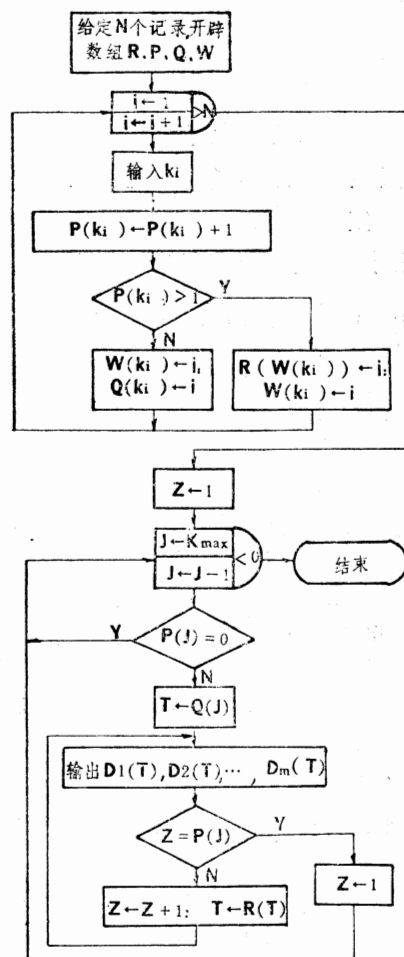 给定N个记录,开辟
数组 R、P、Q、W
i←1
i←i+1
>N
输入ki
P(ki)←P(ki)+1
P(ki)>1
Y
N
W(ki)←i;
Q(ki)←i
R(W(ki))←i;
W(ki)←i
Z←1
J←Kmax
J←J-1
<0
结束
P(J)=0
Y
N
T←Q(J)
输出D1(T),D2(T),…, Dm(T)
Z=P(J)
Y
N
Z←1
Z←Z+1; T←R(T)